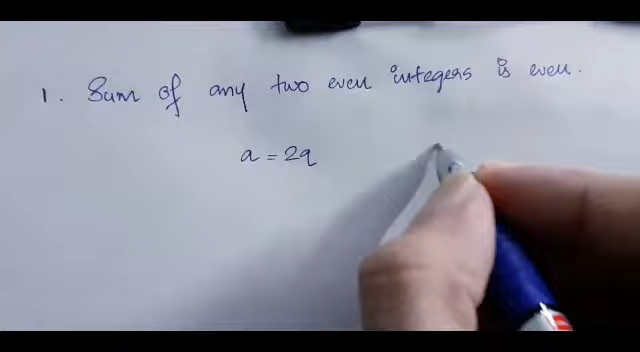 1. Sum of any two even integers is even.
a = 2q